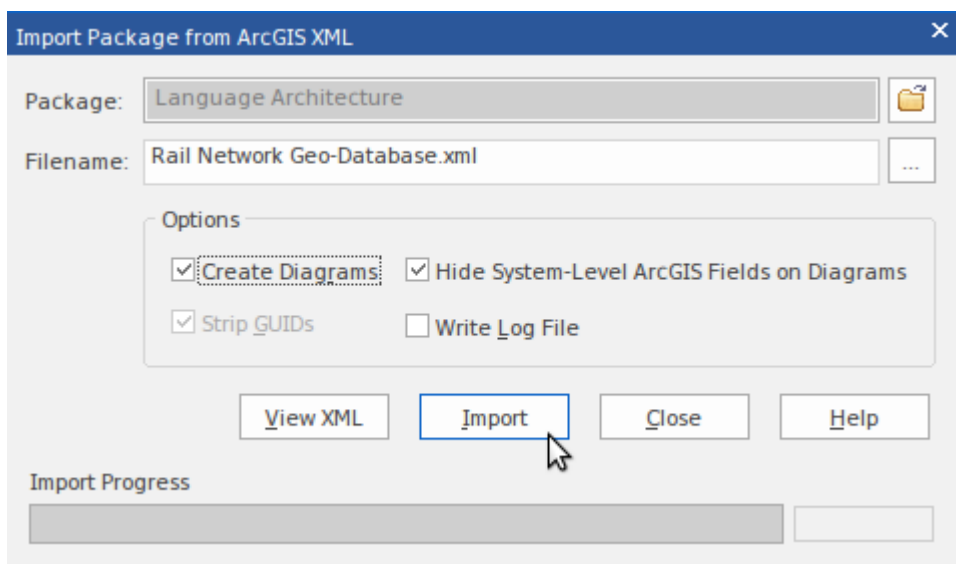 Import Package from ArcGIS XML
Package: Language Architecture
Filename: Rail Network Geo-Database.xml ...
Options
Create Diagrams Hide System-Level ArcGIS Fields on Diagrams
Strip GUIDs Write Log File
View XML Import Close Help
Import Progress